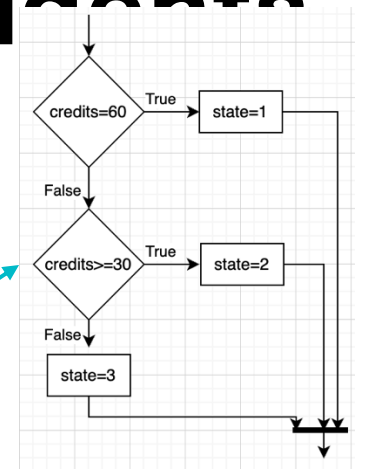 credits=60
True
state=1
False
credits>=30
True
state=2
False
state=3